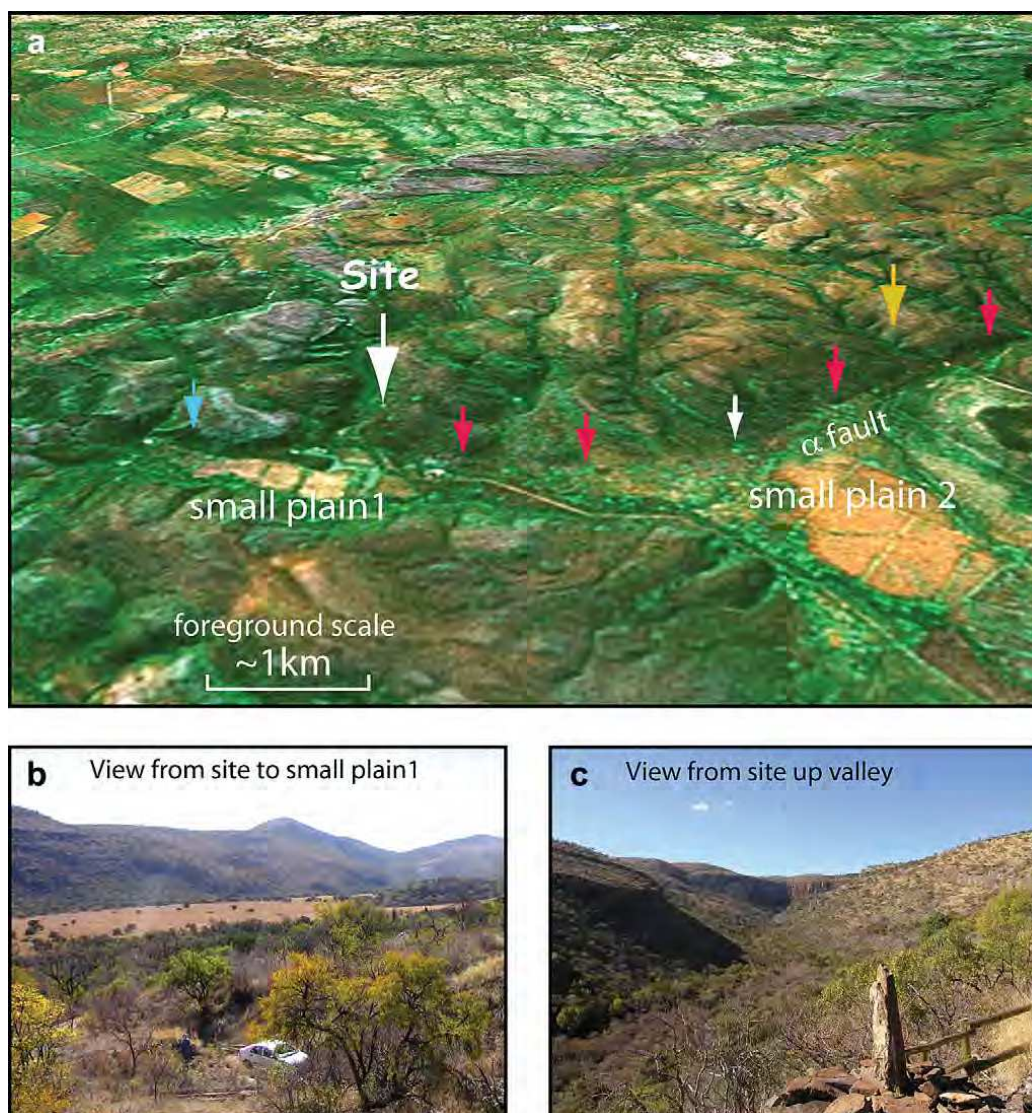 a
Site
α fault
small plain1
small plain 2
foreground scale
~1km
b
View from site to small plain1
c
View from site up valley